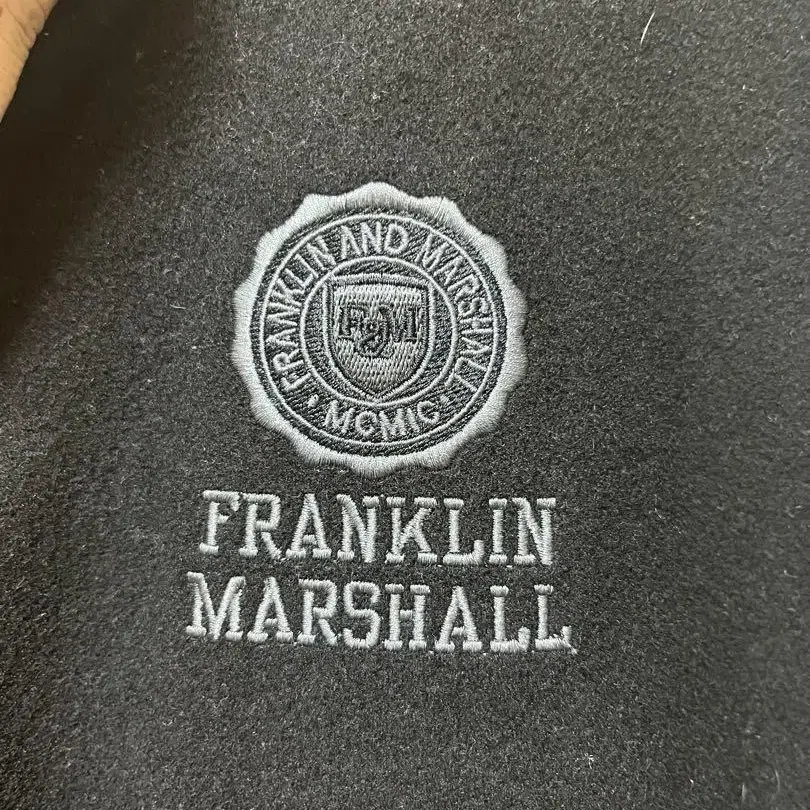 FRANKLIN AND MARSHALL
F&M
• MCMIC •
FRANKLIN
MARSHALL